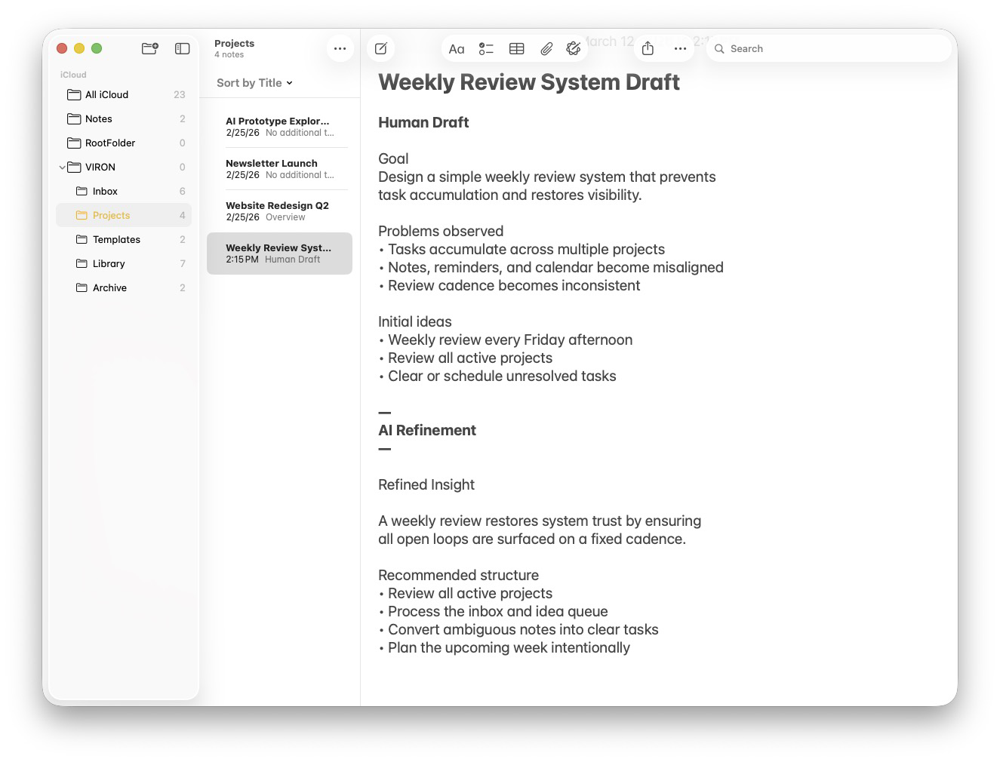 iCloud
All iCloud 23
Notes 2
RootFolder 0
VIRON 0
Inbox 6
Projects 4
Templates 2
Library 7
Archive 2
Projects
4 notes
Sort by Title
AI Prototype Explor...
2/25/26 No additional t...
Newsletter Launch
2/25/26 No additional t...
Website Redesign Q2
2/25/26 Overview
Weekly Review Syst...
2:15 PM Human Draft
Aa
Search
March 12
Weekly Review System Draft
Human Draft
Goal
Design a simple weekly review system that prevents
task accumulation and restores visibility.
Problems observed
• Tasks accumulate across multiple projects
• Notes, reminders, and calendar become misaligned
• Review cadence becomes inconsistent
Initial ideas
• Weekly review every Friday afternoon
• Review all active projects
• Clear or schedule unresolved tasks
—
AI Refinement
—
Refined Insight
A weekly review restores system trust by ensuring
all open loops are surfaced on a fixed cadence.
Recommended structure
• Review all active projects
• Process the inbox and idea queue
• Convert ambiguous notes into clear tasks
• Plan the upcoming week intentionally